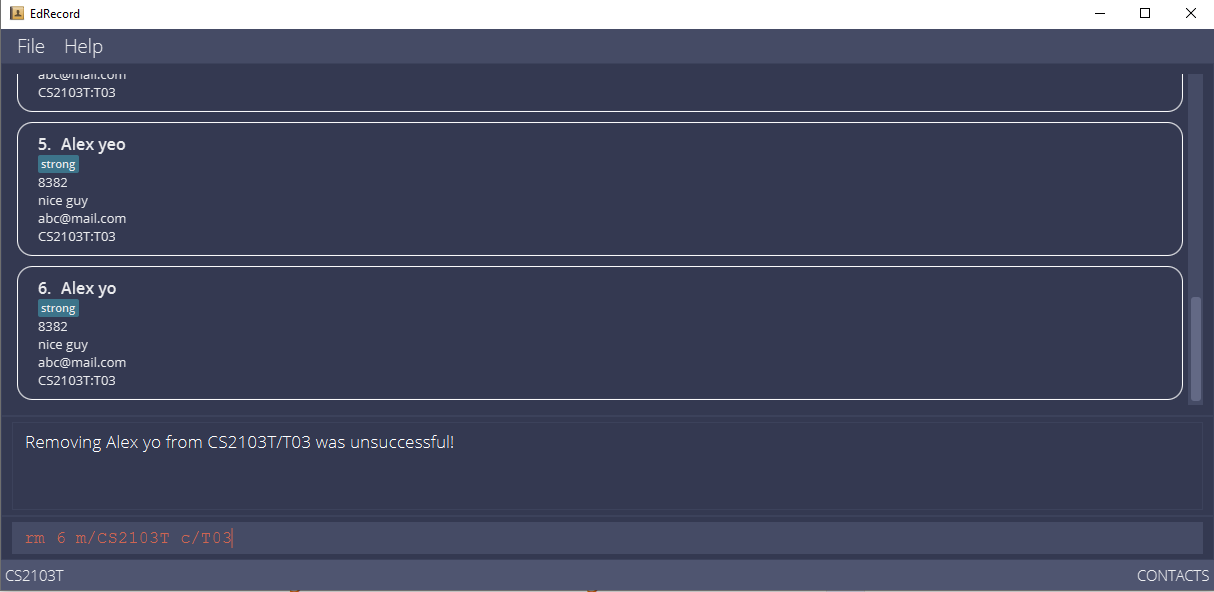 EdRecord
File Help
abc@mail.com
CS2103T:T03
5. Alex yeo
strong
8382
nice guy
abc@mail.com
CS2103T:T03
6. Alex yo
strong
8382
nice guy
abc@mail.com
CS2103T:T03
Removing Alex yo from CS2103T/T03 was unsuccessful!
rm 6 m/CS2103T c/T03
CS2103T CONTACTS